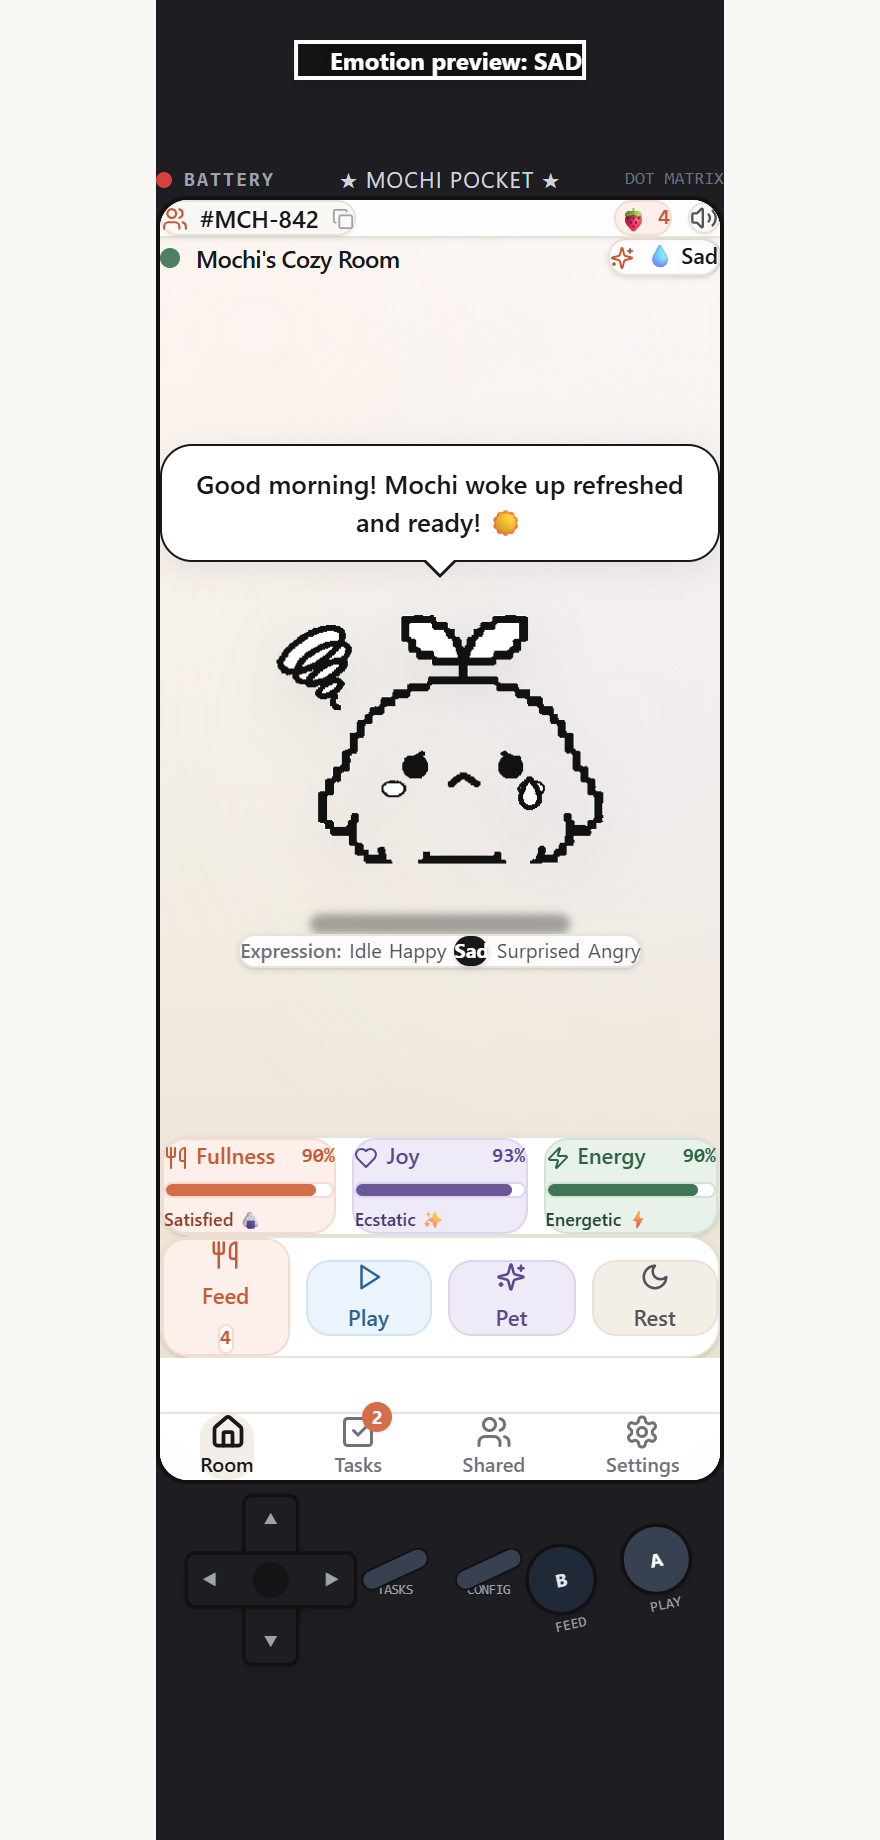 Emotion preview: SAD
BATTERY
★ MOCHI POCKET ★
DOT MATRIX
#MCH-842
🍓 4
Mochi's Cozy Room
💧 Sad
Good morning! Mochi woke up refreshed
and ready! 🌞
Expression: Idle Happy Sad Surprised Angry
Fullness 90%
Satisfied 🍙
Joy 93%
Ecstatic ✨
Energy 90%
Energetic ⚡
Feed
4
Play
Pet
Rest
Room
2
Tasks
Shared
Settings
▲
◀ ▶
▼
TASKS
CONFIG
B
FEED
A
PLAY